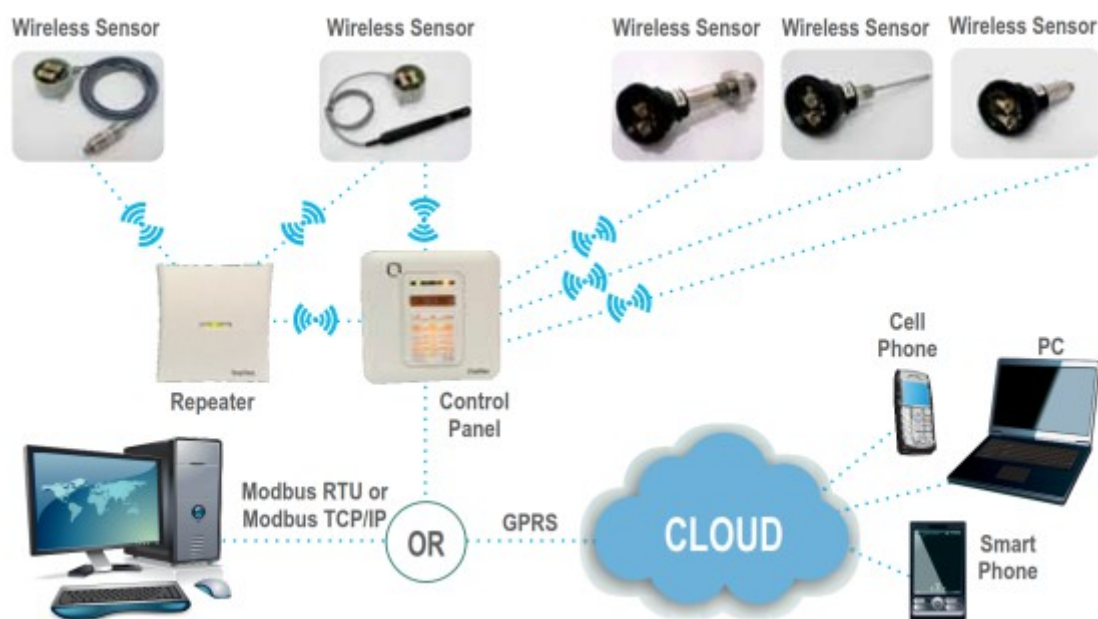 Wireless Sensor
Wireless Sensor
Wireless Sensor
Wireless Sensor
Wireless Sensor
Repeater
Control
Panel
Cell
Phone
PC
Modbus RTU or
Modbus TCP/IP
OR
GPRS
CLOUD
Smart
Phone